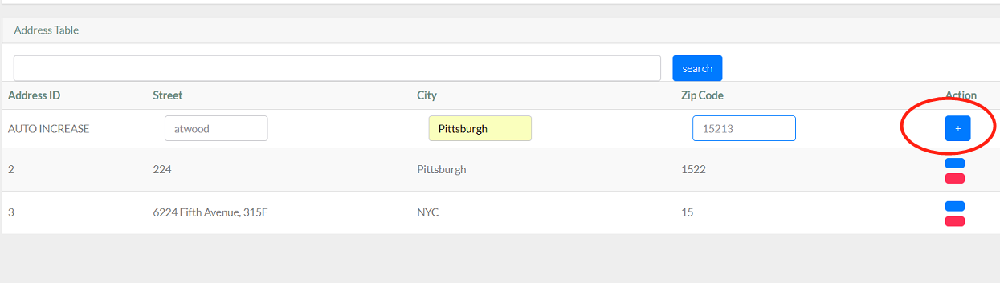 Address Table
search
Address ID Street City Zip Code Action
AUTO INCREASE atwood Pittsburgh 15213 +
2 224 Pittsburgh 1522
3 6224 Fifth Avenue, 315F NYC 15